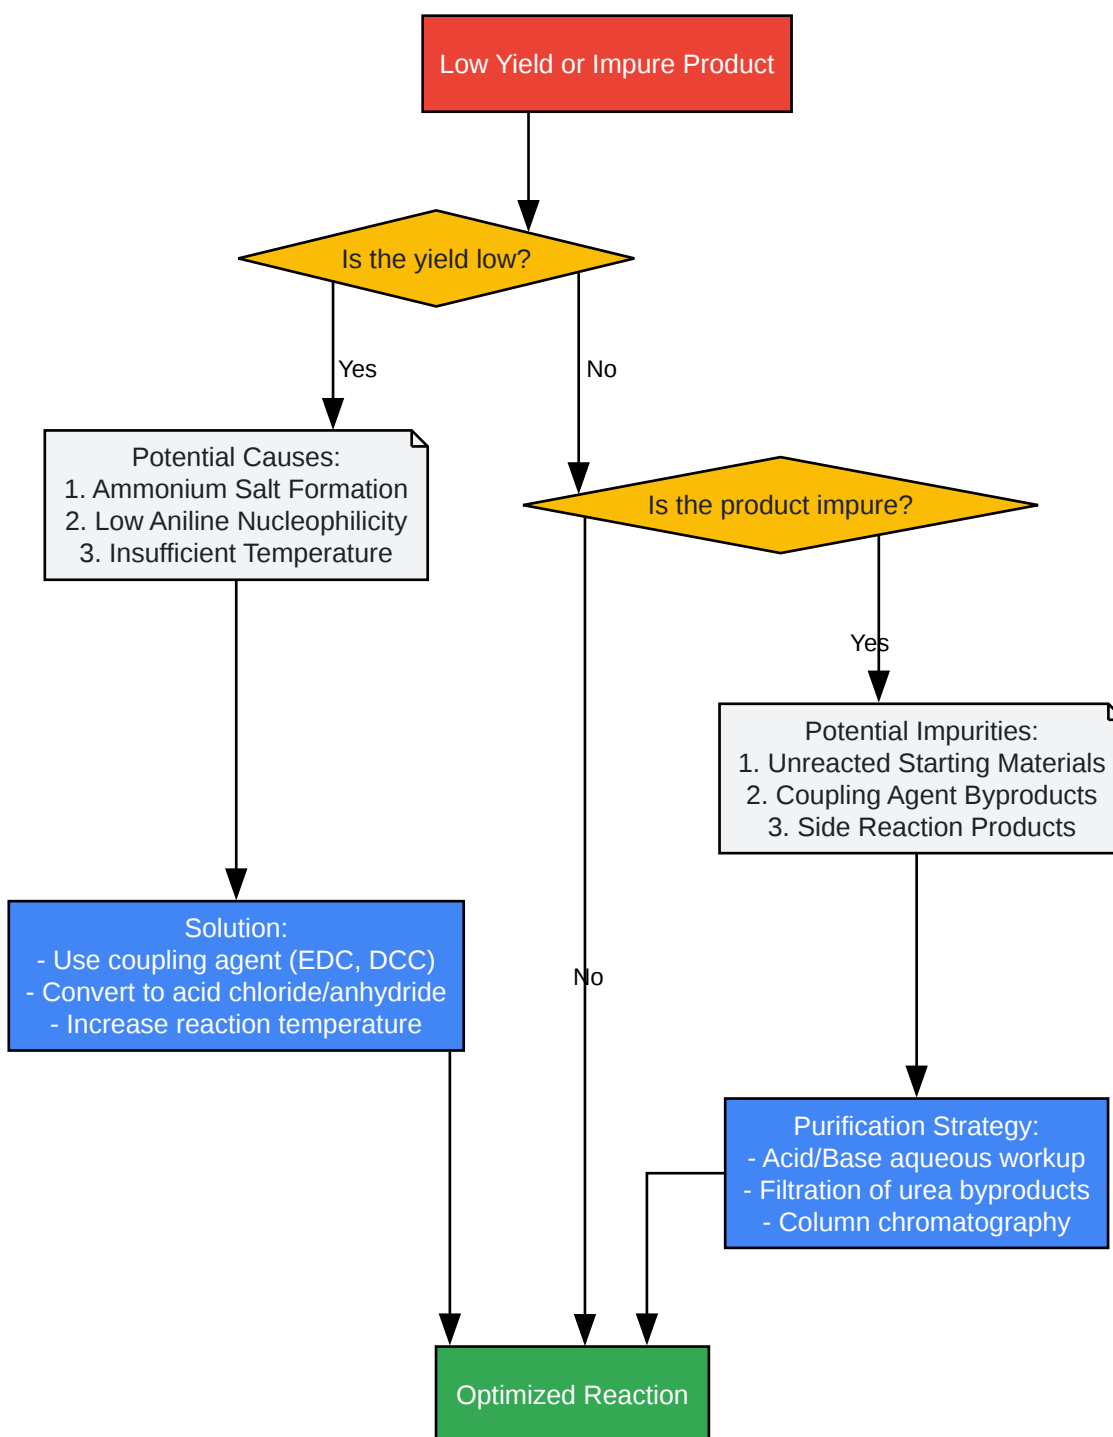 Low Yield or Impure Product
Is the yield low?
Yes
No
Potential Causes:
1. Ammonium Salt Formation
2. Low Aniline Nucleophilicity
3. Insufficient Temperature
Is the product impure?
Yes
Potential Impurities:
1. Unreacted Starting Materials
2. Coupling Agent Byproducts
3. Side Reaction Products
Solution:
- Use coupling agent (EDC, DCC)
- Convert to acid chloride/anhydride
- Increase reaction temperature
No
Purification Strategy:
- Acid/Base aqueous workup
- Filtration of urea byproducts
- Column chromatography
Optimized Reaction